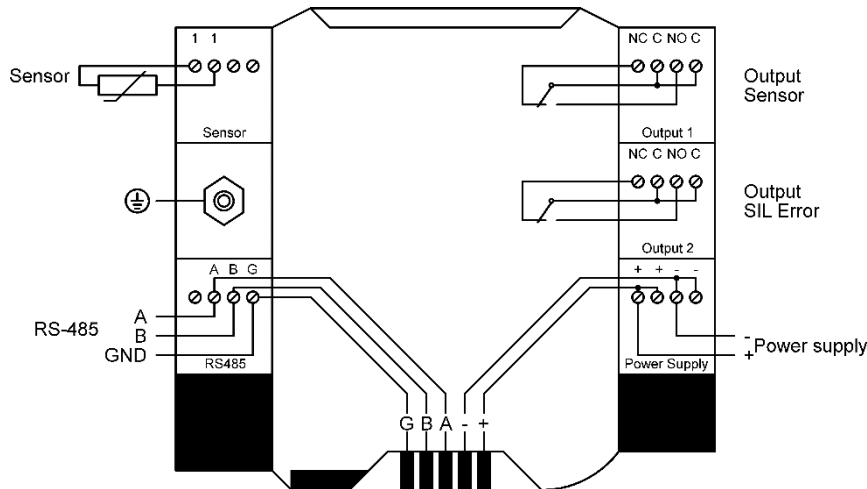 1 1
Sensor
Sensor
A B G
RS-485
A
B
GND
RS485
NC C NO C
Output
Sensor
Output 1
NC C NO C
Output
SIL Error
Output 2
+ + - -
-
+
Power supply
Power Supply
G B A - +